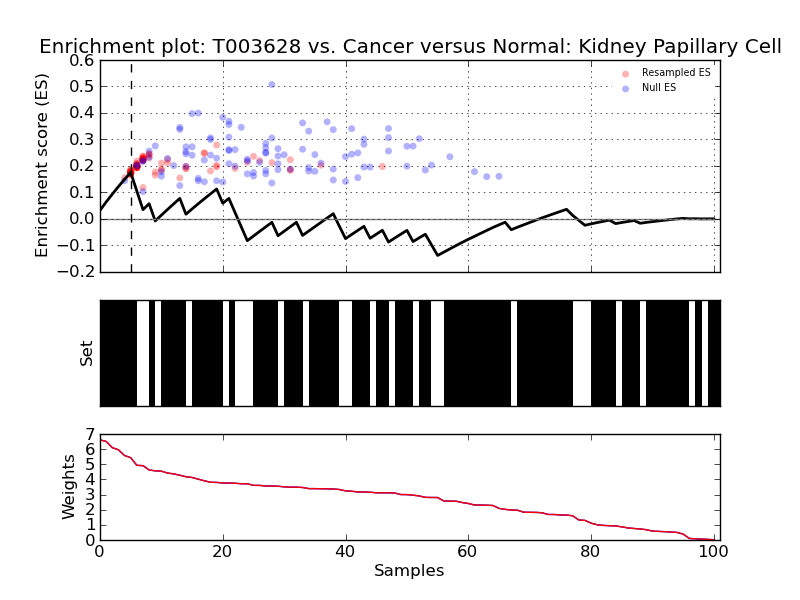 Enrichment plot: T003628 vs. Cancer versus Normal: Kidney Papillary Cell
Enrichment score (ES)
0.6
0.5
0.4
0.3
0.2
0.1
0.0
−0.1
−0.2
Resampled ES
Null ES
Set
Weights
7
6
5
4
3
2
1
0
0 20 40 60 80 100
Samples